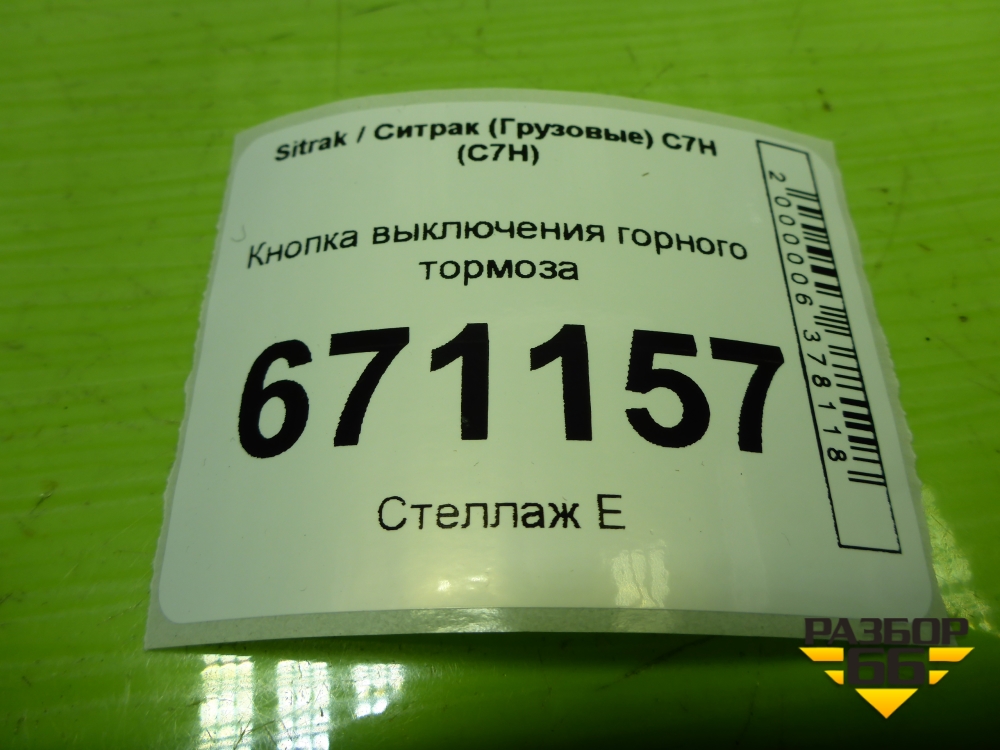 Sitrak / Ситрак (Грузовые) C7H
(C7H)
Кнопка выключения горного
тормоза
671157
Стеллаж Е
2000006378118
РАЗБОР
66